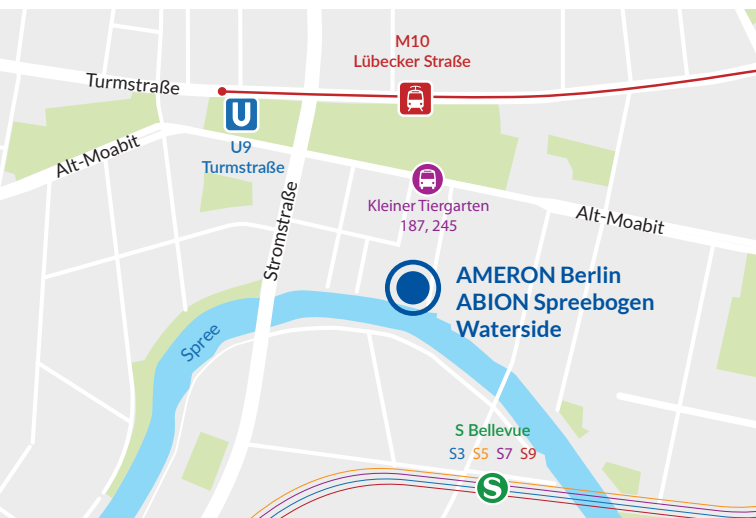 M10
Lübecker Straße
Turmstraße
U
U9
Turmstraße
Alt-Moabit
Stromstraße
Kleiner Tiergarten
187, 245
Alt-Moabit
AMERON Berlin
ABION Spreebogen
Waterside
Spree
S Bellevue
S3 S5 S7 S9
S